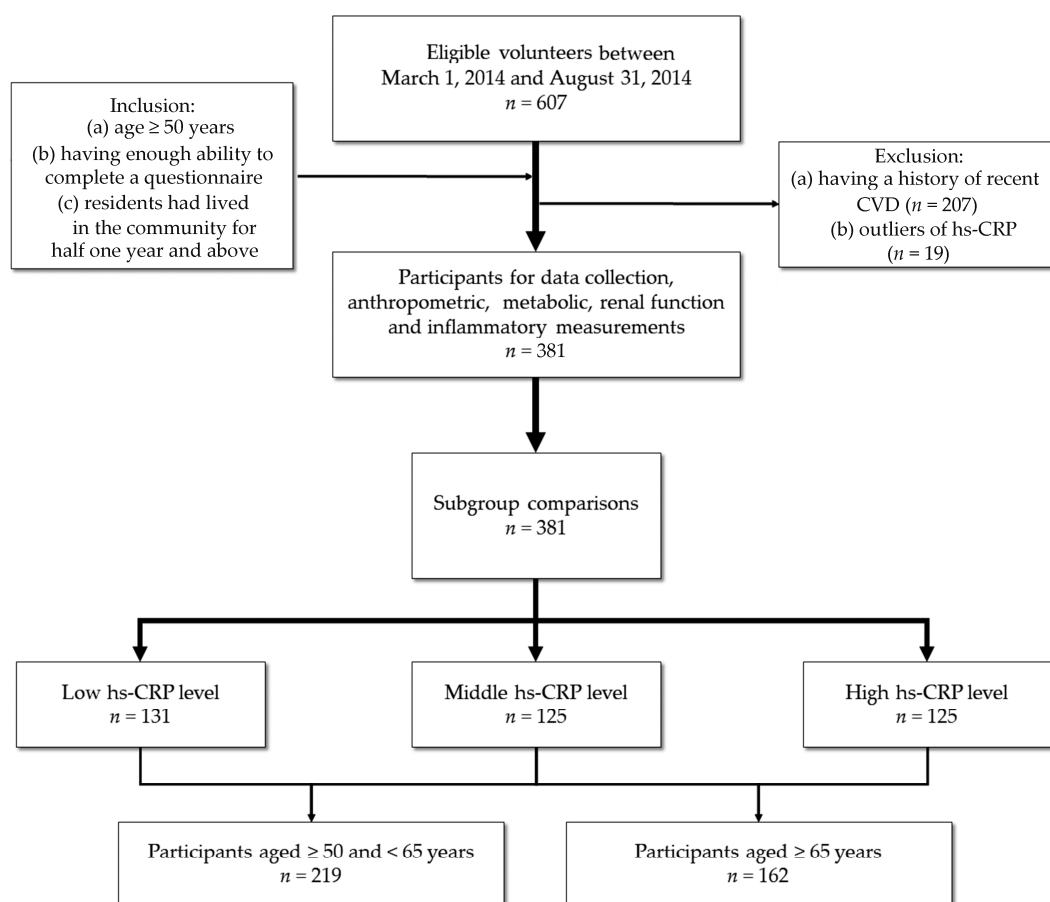 Eligible volunteers between
March 1, 2014 and August 31, 2014
n = 607
Inclusion:
(a) age ≥ 50 years
(b) having enough ability to
complete a questionnaire
(c) residents had lived
in the community for
half one year and above
Exclusion:
(a) having a history of recent
CVD (n = 207)
(b) outliers of hs-CRP
(n = 19)
Participants for data collection,
anthropometric, metabolic, renal function
and inflammatory measurements
n = 381
Subgroup comparisons
n = 381
Low hs-CRP level
n = 131
Middle hs-CRP level
n = 125
High hs-CRP level
n = 125
Participants aged ≥ 50 and < 65 years
n = 219
Participants aged ≥ 65 years
n = 162